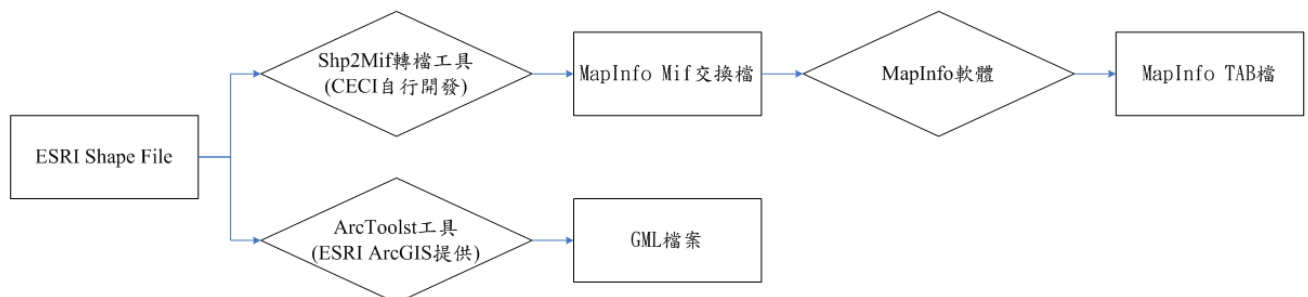 ESRI Shape File
Shp2Mif轉檔工具
(CECI自行開發)
MapInfo Mif交換檔
MapInfo軟體
MapInfo TAB檔
ArcToolst工具
(ESRI ArcGIS提供)
GML檔案